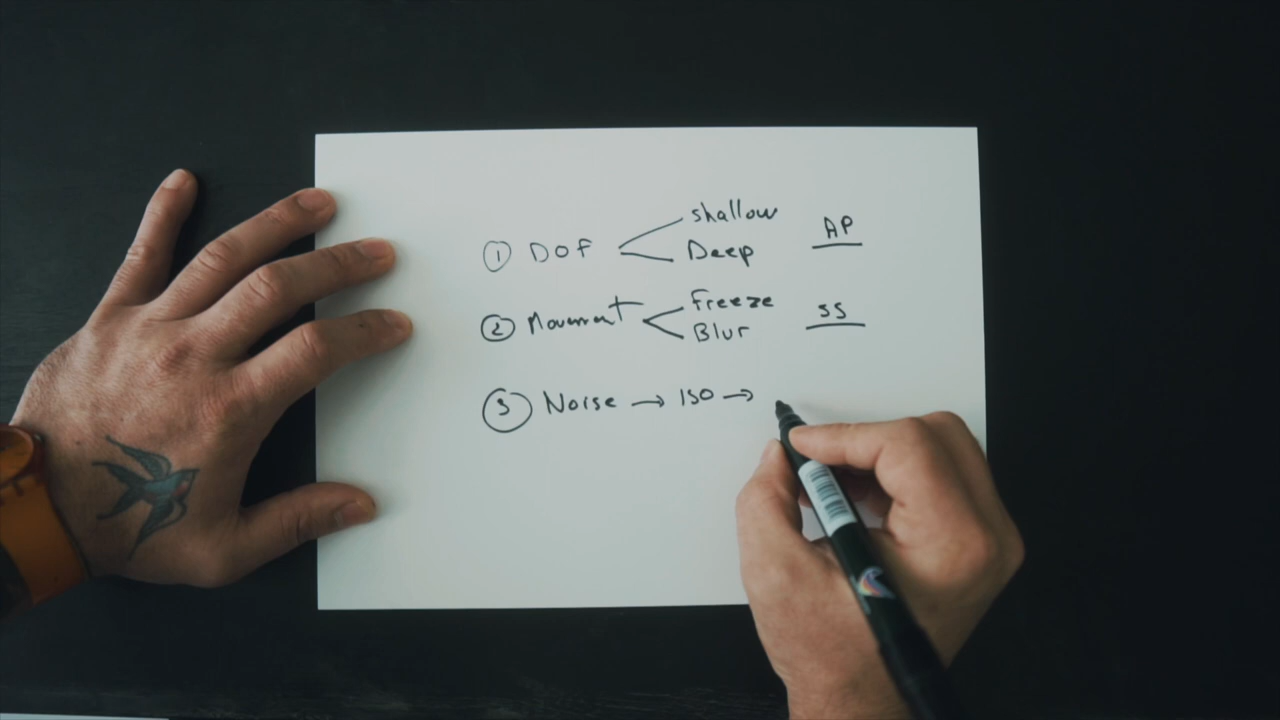 ① DOF shallow
Deep AP
② Movement Freeze
Blur SS
③ Noise → ISO →